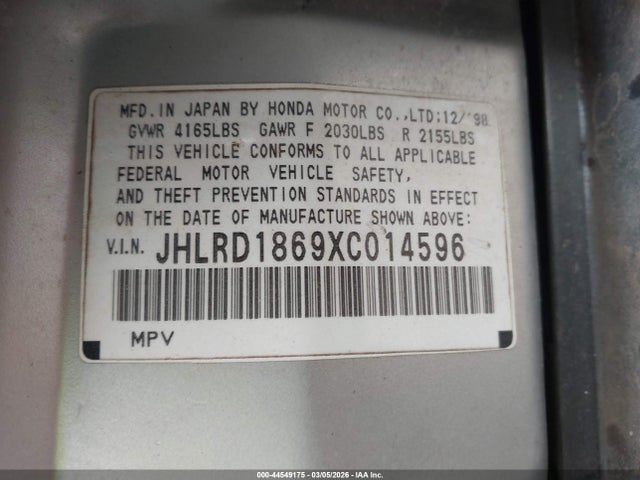 MFD. IN JAPAN BY HONDA MOTOR CO.,LTD:12/'98
GVWR 4165LBS GAWR F 2030LBS R 2155LBS
THIS VEHICLE CONFORMS TO ALL APPLICABLE
FEDERAL MOTOR VEHICLE SAFETY,
AND THEFT PREVENTION STANDARDS IN EFFECT
ON THE DATE OF MANUFACTURE SHOWN ABOVE:
V.I.N. JHLRD1869XC014596
MPV
000-44549175 - 03/05/2026 - IAA Inc.